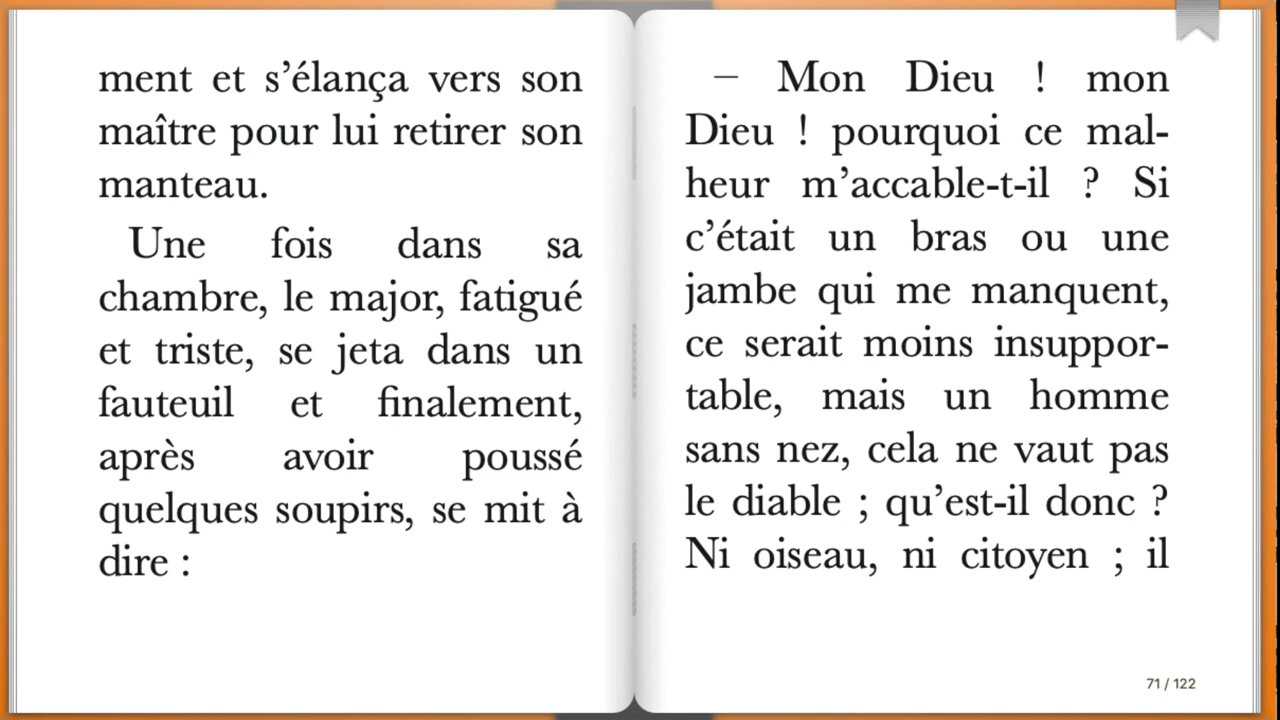 ment et s’élança vers son
maître pour lui retirer son
manteau.
Une fois dans sa
chambre, le major, fatigué
et triste, se jeta dans un
fauteuil et finalement,
après avoir poussé
quelques soupirs, se mit à
dire :
– Mon Dieu ! mon
Dieu ! pourquoi ce mal-
heur m’accable-t-il ? Si
c’était un bras ou une
jambe qui me manquent,
ce serait moins insuppor-
table, mais un homme
sans nez, cela ne vaut pas
le diable ; qu’est-il donc ?
Ni oiseau, ni citoyen ; il
71 / 122